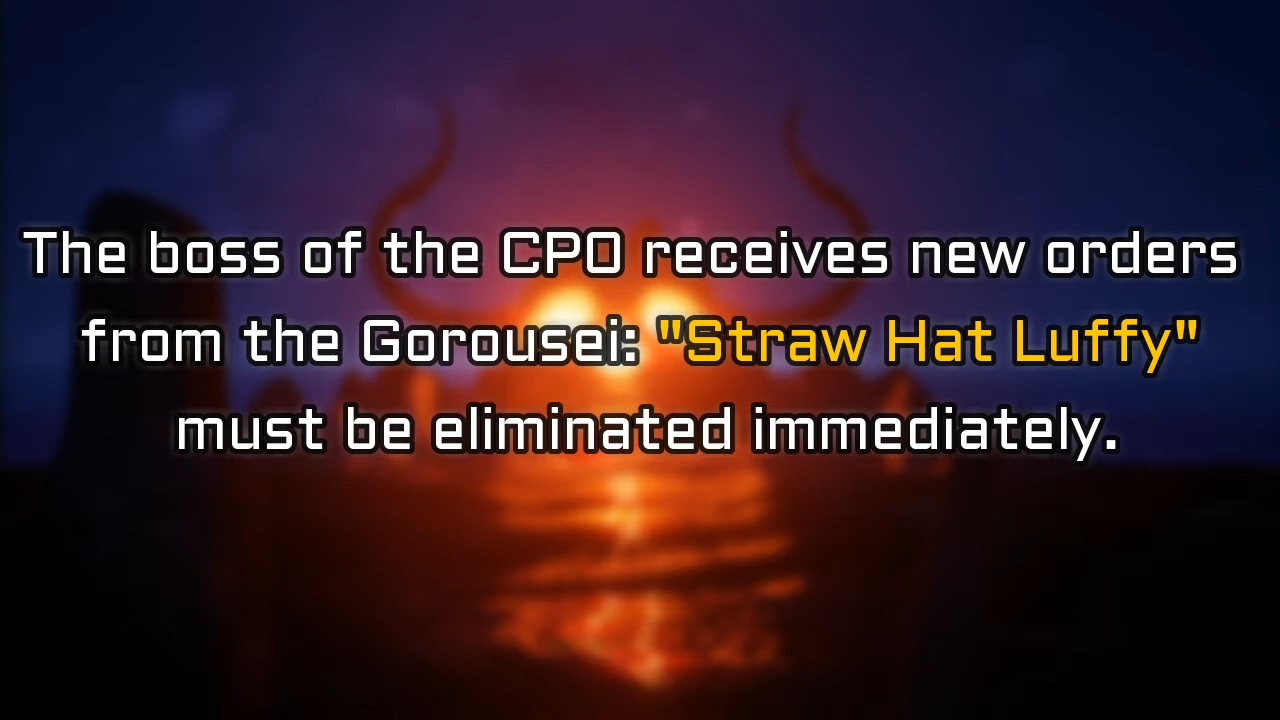 The boss of the CPO receives new orders
from the Gorousei: "Straw Hat Luffy"
must be eliminated immediately.